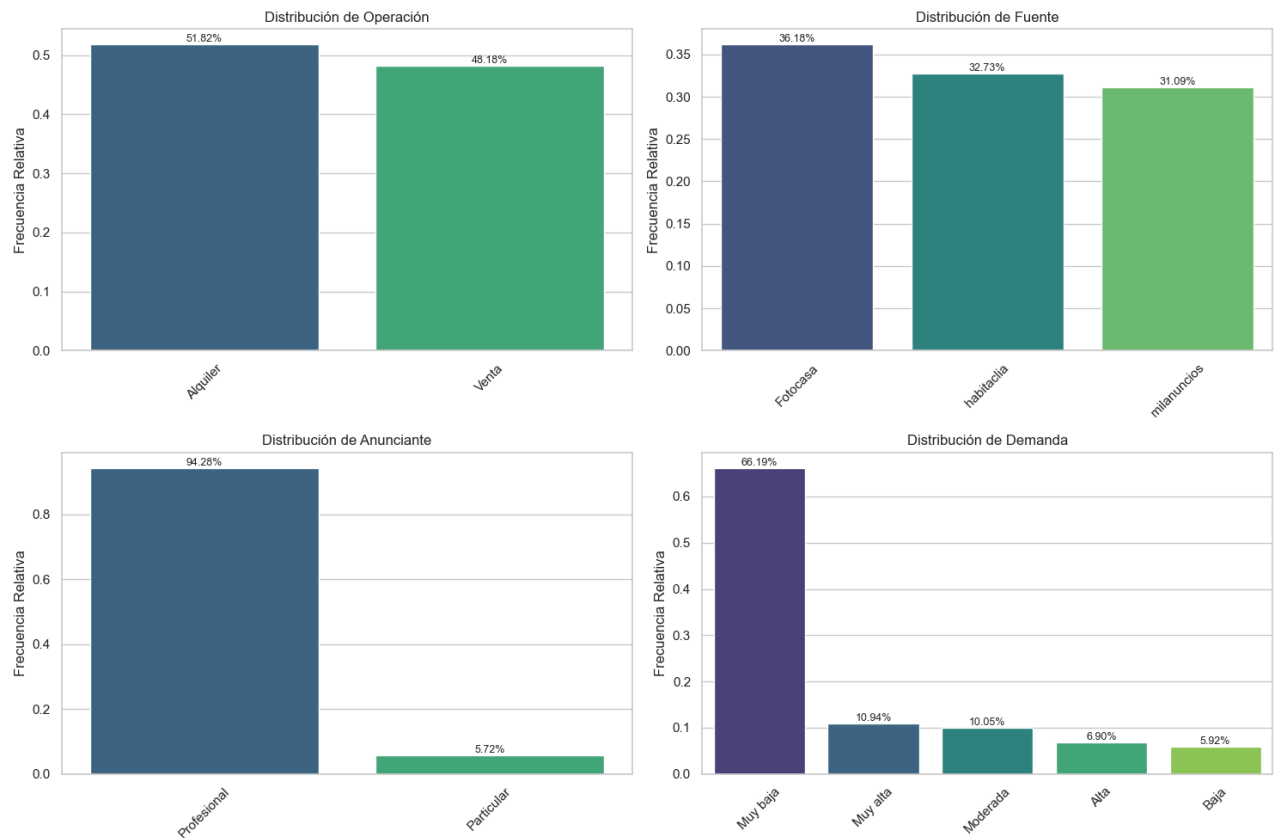 Distribución de Operación
51.82%
48.18%
0.5
0.4
0.3
0.2
0.1
0.0
Frecuencia Relativa
Alquiler
Venta
Distribución de Fuente
36.18%
32.73%
31.09%
0.35
0.30
0.25
0.20
0.15
0.10
0.05
0.00
Frecuencia Relativa
Fotocasa
habitaclia
milanuncios
Distribución de Anunciante
94.28%
5.72%
0.8
0.6
0.4
0.2
0.0
Frecuencia Relativa
Profesional
Particular
Distribución de Demanda
66.19%
10.94%
10.05%
6.90%
5.92%
0.6
0.5
0.4
0.3
0.2
0.1
0.0
Frecuencia Relativa
Muy baja
Muy alta
Moderada
Alta
Baja